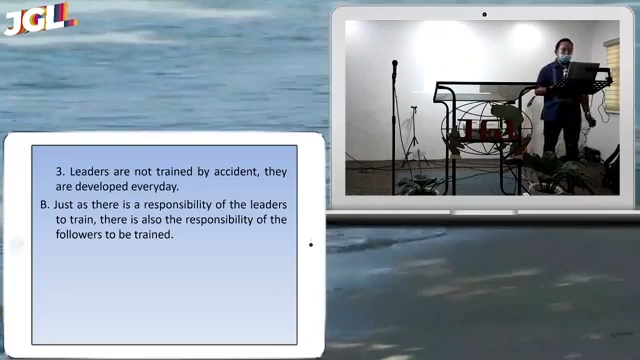 JGL
3. Leaders are not trained by accident, they
are developed everyday.
B. Just as there is a responsibility of the leaders
to train, there is also the responsibility of the
followers to be trained.
JGL